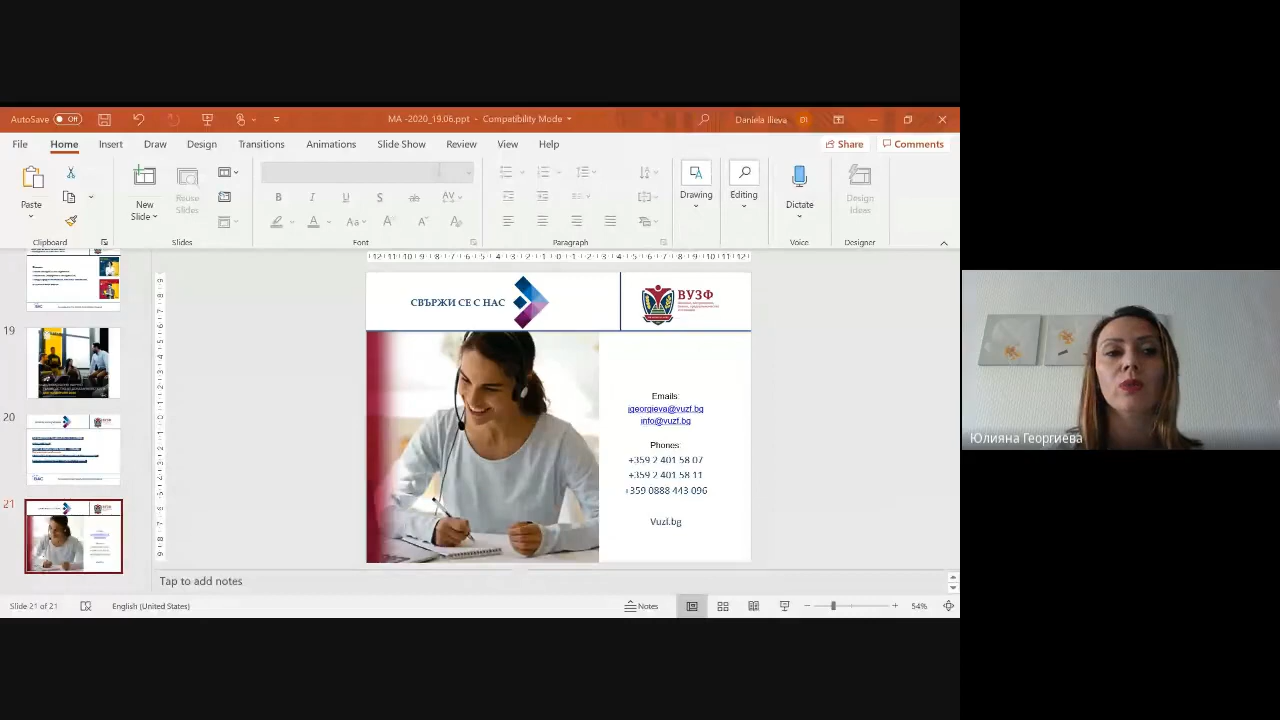 AutoSave Off
MA -2020_19.06.ppt - Compatibility Mode
Daniela Ilieva
DI
File Home Insert Draw Design Transitions Animations Slide Show Review View Help
Share
Comments
Paste
New
Slide
Reuse
Slides
Drawing
Editing
Dictate
Design
Ideas
Clipboard
Slides
Font
Paragraph
Voice
Designer
19
20
21
СВЪРЖИ СЕ С НАС
ВУЗФ
Emails:
jgeorgieva@vuzf.bg
info@vuzf.bg
Phones:
+359 2 401 58 07
+359 2 401 58 11
+359 0888 443 096
Vuzf.bg
Tap to add notes
Slide 21 of 21
English (United States)
Notes
54%
Юлияна Георгиева